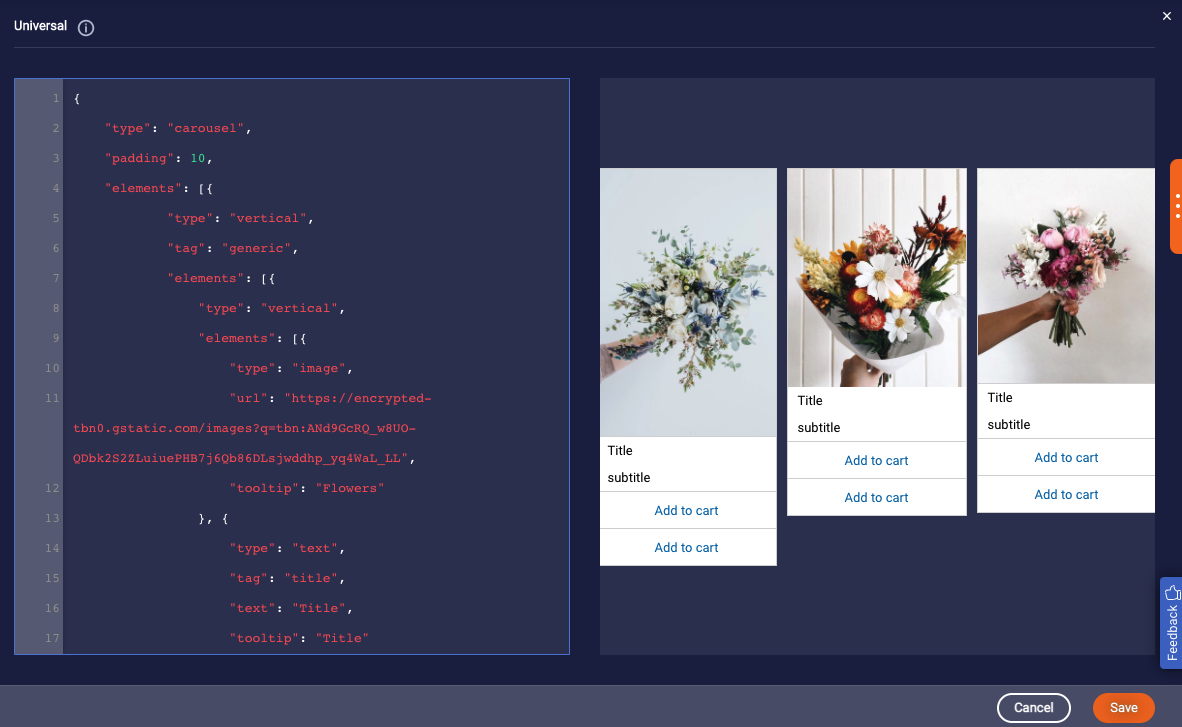 Universal
1 {
2 "type": "carousel",
3 "padding": 10,
4 "elements": [{
5 "type": "vertical",
6 "tag": "generic",
7 "elements": [{
8 "type": "vertical",
9 "elements": [{
10 "type": "image",
11 "url": "https://encrypted-
tbn0.gstatic.com/images?q=tbn:ANd9GcRQ_w8UO-
QDbk2S2ZLuiuePHB7j6Qb86DLsjwddhp_yq4WaL_LL",
12 "tooltip": "Flowers"
13 }, {
14 "type": "text",
15 "tag": "title",
16 "text": "Title",
17 "tooltip": "Title"
Title
subtitle
Add to cart
Add to cart
Title
subtitle
Add to cart
Add to cart
Title
subtitle
Add to cart
Add to cart
Feedback
Cancel
Save